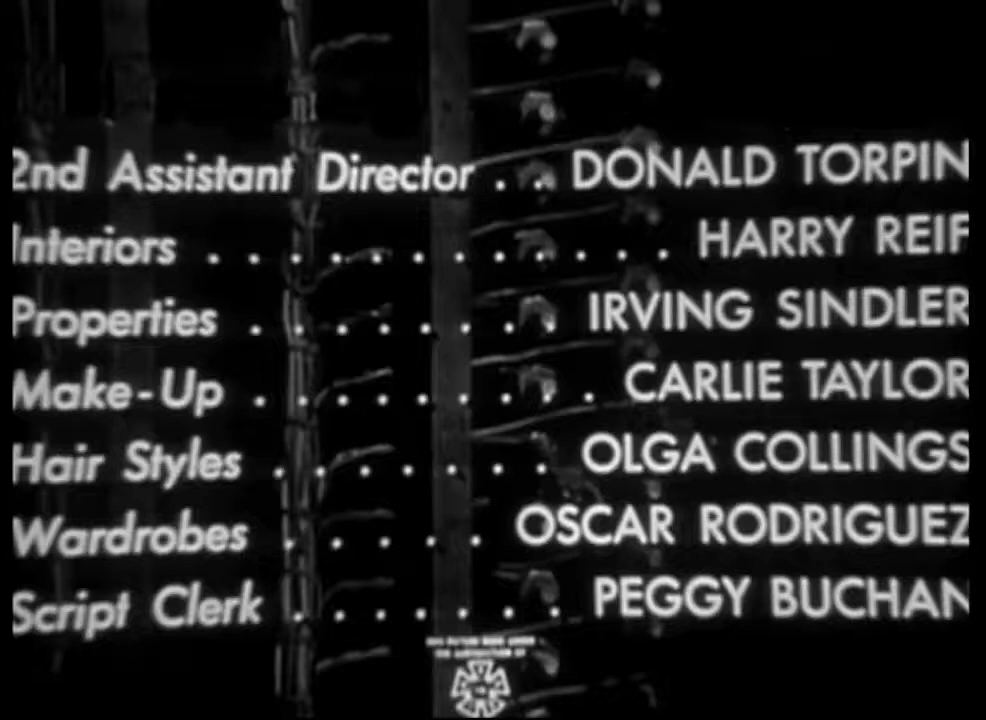 2nd Assistant Director . . DONALD TORPIN
Interiors . . . . . . . . . . . . HARRY REIF
Properties . . . . . . . . IRVING SINDLER
Make-Up . . . . . . . . . CARLIE TAYLOR
Hair Styles . . . . . . . OLGA COLLINGS
Wardrobes . . . . . OSCAR RODRIGUEZ
Script Clerk . . . . . . . PEGGY BUCHAN